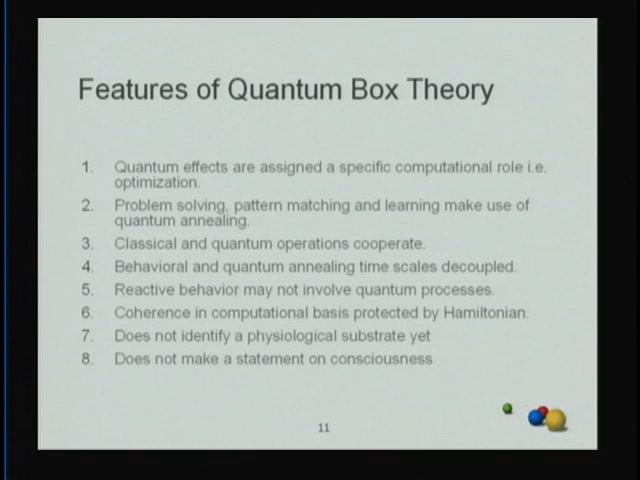 Features of Quantum Box Theory
1. Quantum effects are assigned a specific computational role i.e.
optimization.
2. Problem solving, pattern matching and learning make use of
quantum annealing.
3. Classical and quantum operations cooperate.
4. Behavioral and quantum annealing time scales decoupled.
5. Reactive behavior may not involve quantum processes.
6. Coherence in computational basis protected by Hamiltonian.
7. Does not identify a physiological substrate yet
8. Does not make a statement on consciousness
11